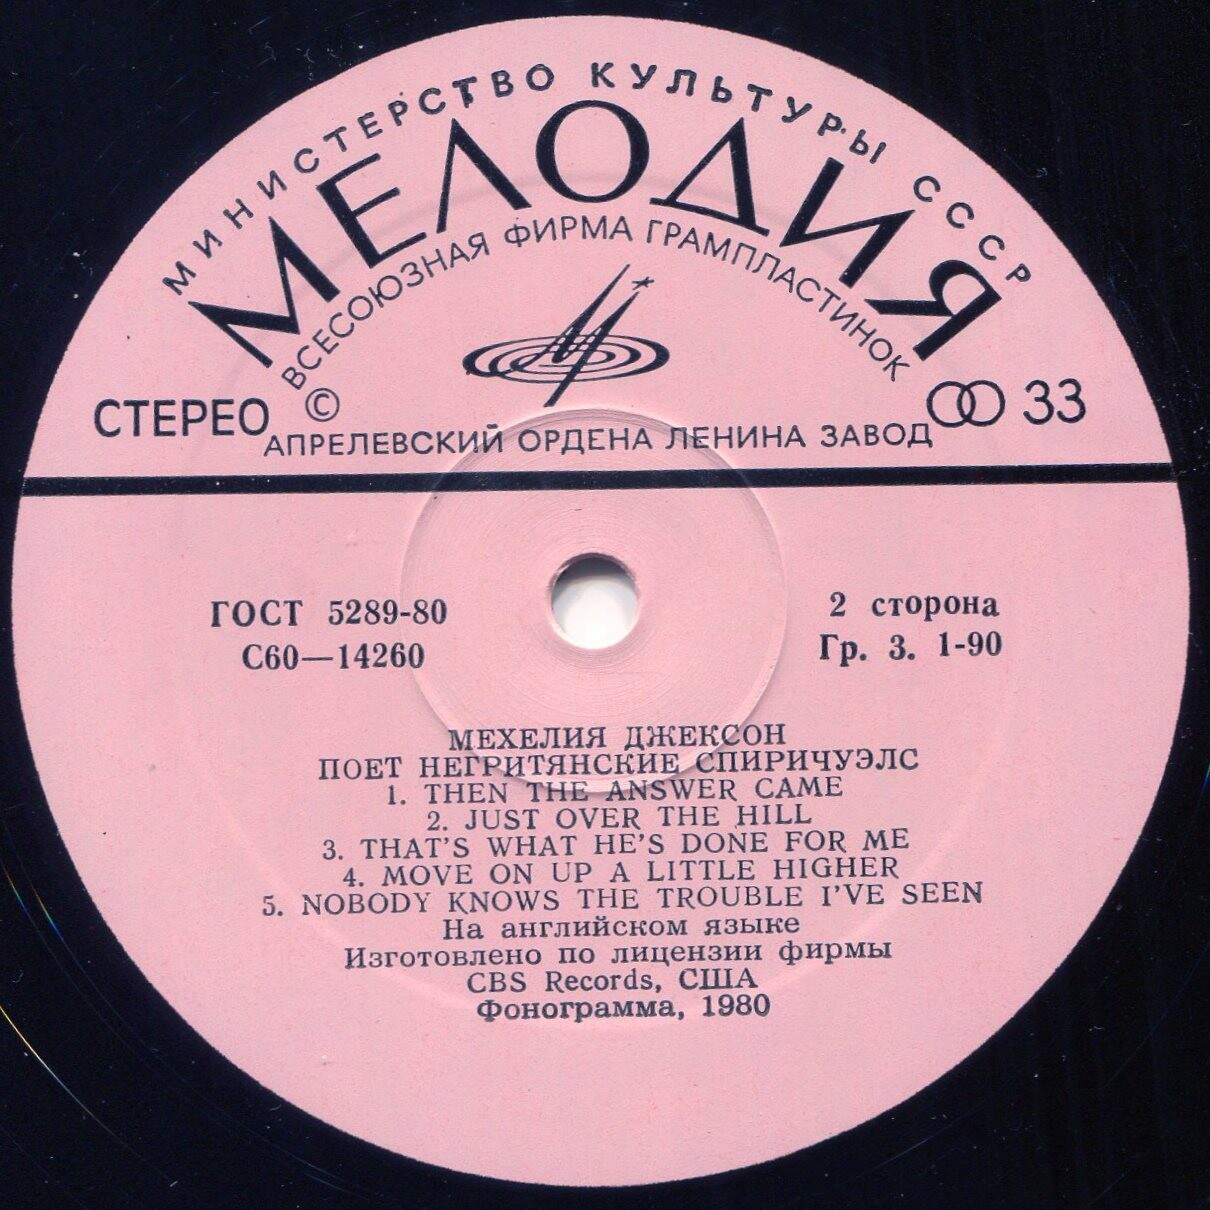 МИНИСТЕРСТВО КУЛЬТУРЫ СССР
МЕЛОДИЯ
ВСЕСОЮЗНАЯ ФИРМА ГРАМПЛАСТИНОК
СТЕРЕО
©
33
АПРЕЛЕВСКИЙ ОРДЕНА ЛЕНИНА ЗАВОД
ГОСТ 5289-80
С60—14260
2 сторона
Гр. 3. 1-90
МЕХЕЛИЯ ДЖЕКСОН
ПОЕТ НЕГРИТЯНСКИЕ СПИРИЧУЭЛС
1. THEN THE ANSWER CAME
2. JUST OVER THE HILL
3. THAT'S WHAT HE'S DONE FOR ME
4. MOVE ON UP A LITTLE HIGHER
5. NOBODY KNOWS THE TROUBLE I'VE SEEN
На английском языке
Изготовлено по лицензии фирмы
CBS Records, США
Фонограмма, 1980